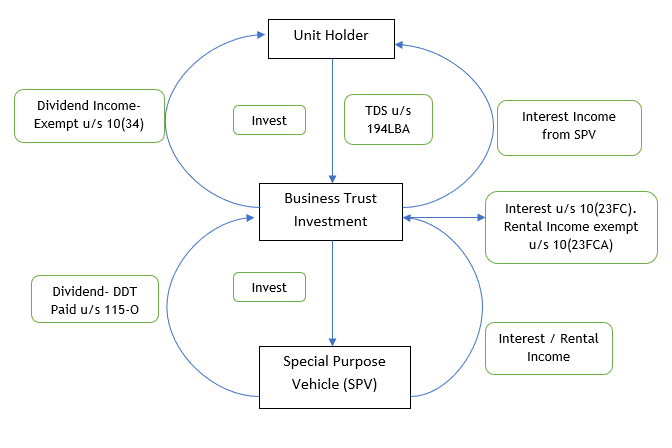 Unit Holder
Dividend Income-
Exempt u/s 10(34)
Invest
TDS u/s
194LBA
Interest Income
from SPV
Business Trust
Investment
Interest u/s 10(23FC).
Rental Income exempt
u/s 10(23FCA)
Dividend- DDT
Paid u/s 115-O
Invest
Interest / Rental
Income
Special Purpose
Vehicle (SPV)